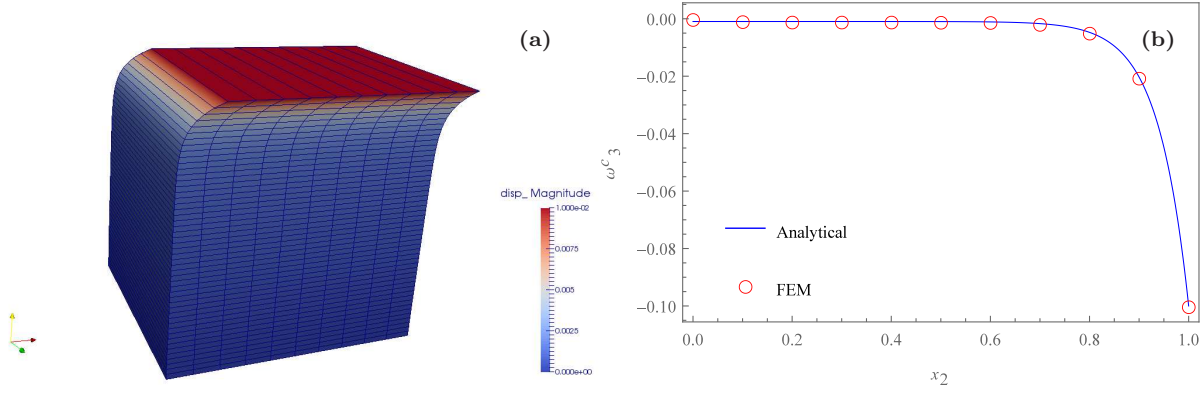 (a)
disp_ Magnitude
1.000e-02
0.0075
0.005
0.0025
0.000e+00
(b)
0.00
−0.02
−0.04
−0.06
−0.08
−0.10
ω^c_3
Analytical
FEM
0.0 0.2 0.4 0.6 0.8 1.0
x_2